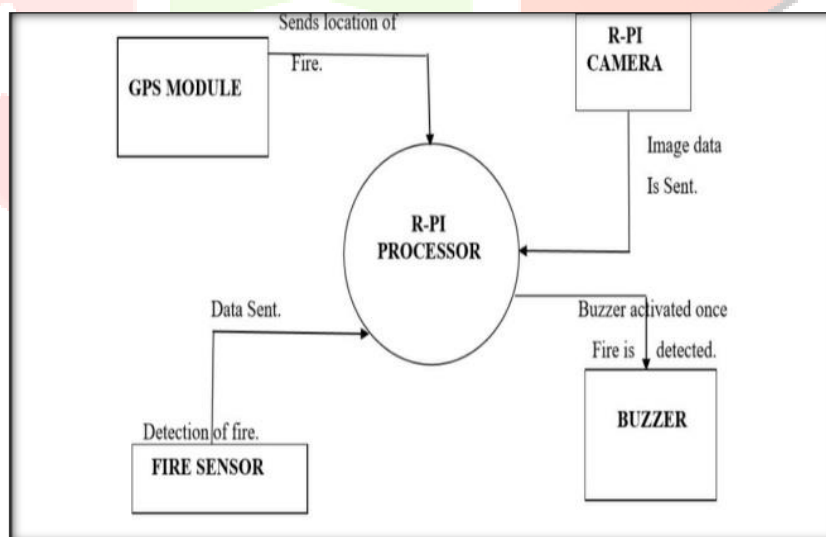 Sends location of
Fire.
GPS MODULE
R-PI
CAMERA
Image data
Is Sent.
R-PI
PROCESSOR
Data Sent.
Buzzer activated once
Fire is detected.
BUZZER
Detection of fire.
FIRE SENSOR